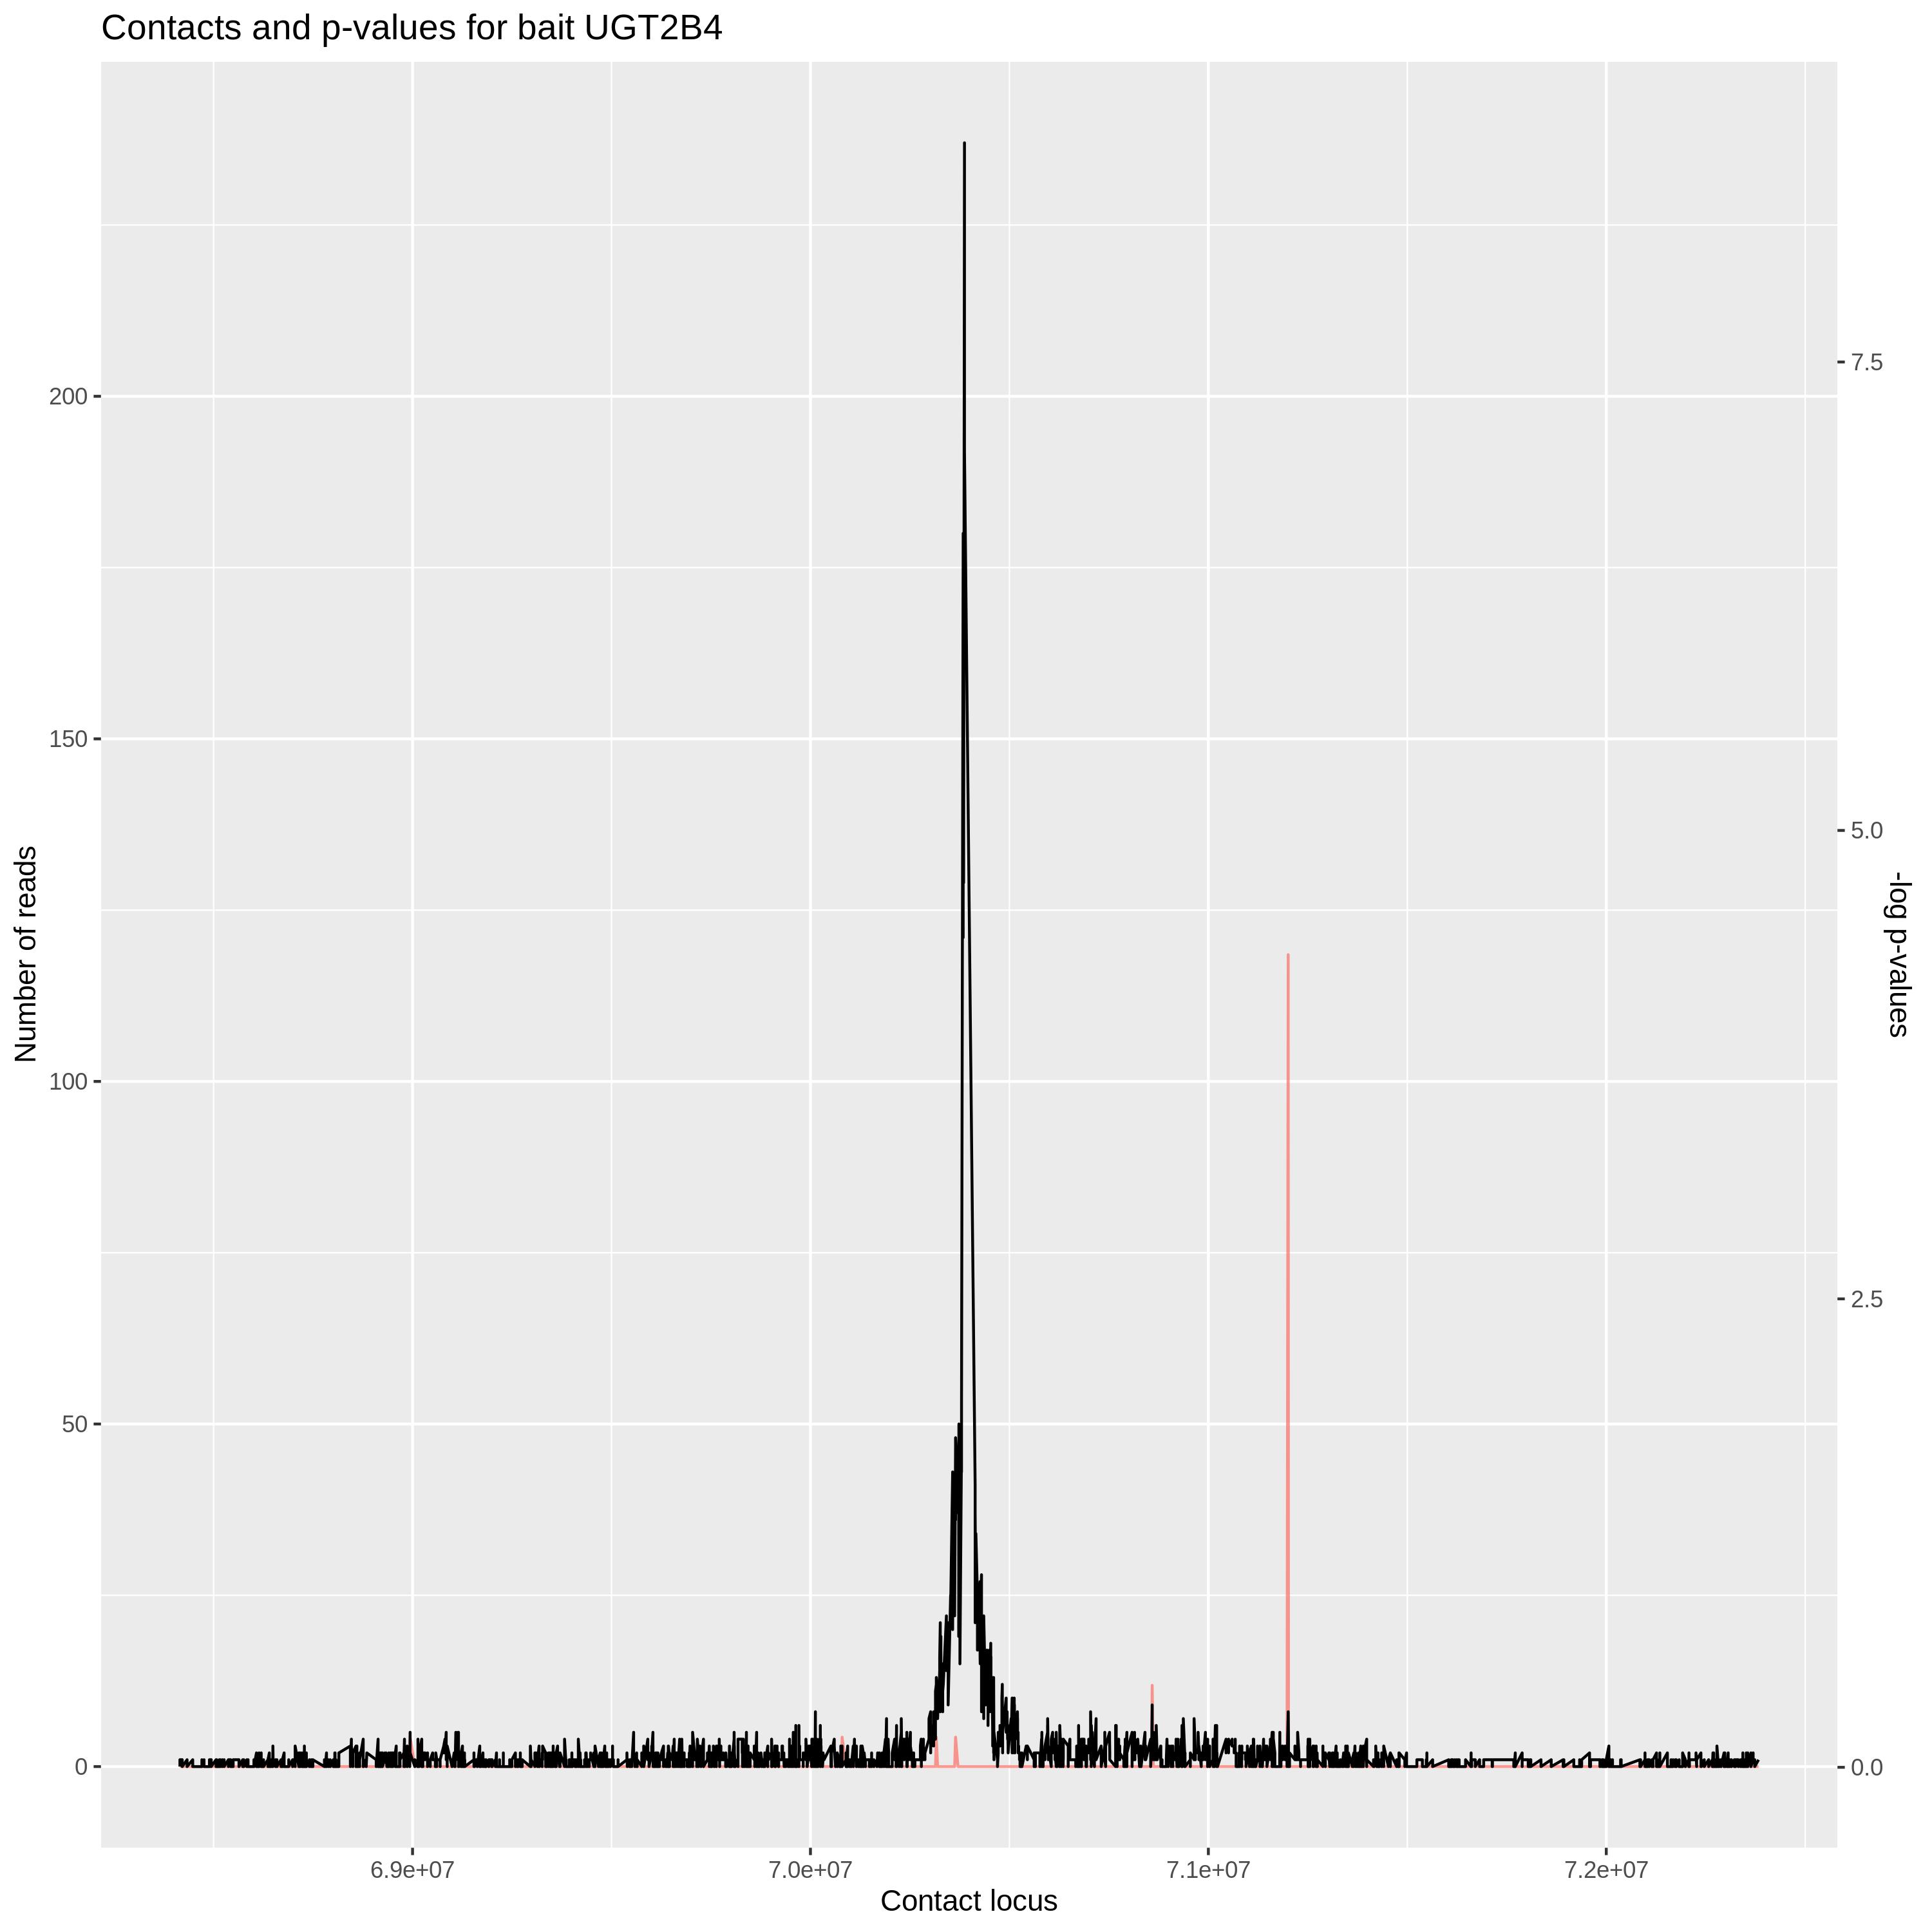 Contacts and p-values for bait UGT2B4
Number of reads
200
150
100
50
0
7.5
5.0
2.5
0.0
-log p-values
6.9e+07 7.0e+07 7.1e+07 7.2e+07
Contact locus